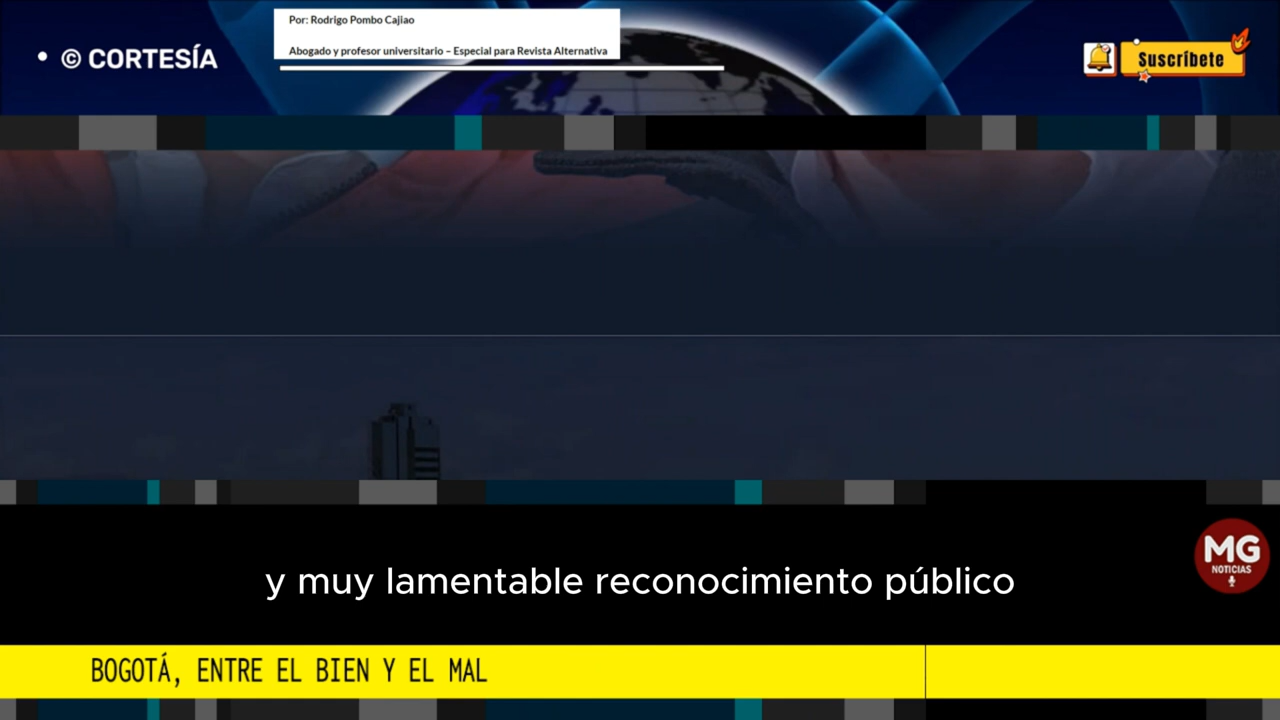 Por: Rodrigo Pombo Cajiao
Abogado y profesor universitario – Especial para Revista Alternativa
• © CORTESÍA
Suscríbete
y muy lamentable reconocimiento público
MG
NOTICIAS
BOGOTÁ, ENTRE EL BIEN Y EL MAL